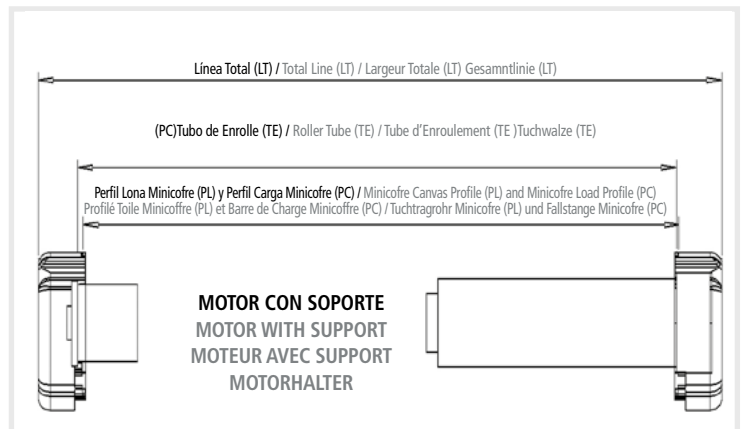 Línea Total (LT) / Total Line (LT) / Largeur Totale (LT) Gesamntlinie (LT)
(PC)Tubo de Enrolle (TE) / Roller Tube (TE) / Tube d'Enroulement (TE )Tuchwalze (TE)
Perfil Lona Minicofre (PL) y Perfil Carga Minicofre (PC) / Minicofre Canvas Profile (PL) and Minicofre Load Profile (PC)
Profilé Toile Minicoffre (PL) et Barre de Charge Minicoffre (PC) / Tuchtragrohr Minicofre (PL) und Fallstange Minicofre (PC)
MOTOR CON SOPORTE
MOTOR WITH SUPPORT
MOTEUR AVEC SUPPORT
MOTORHALTER